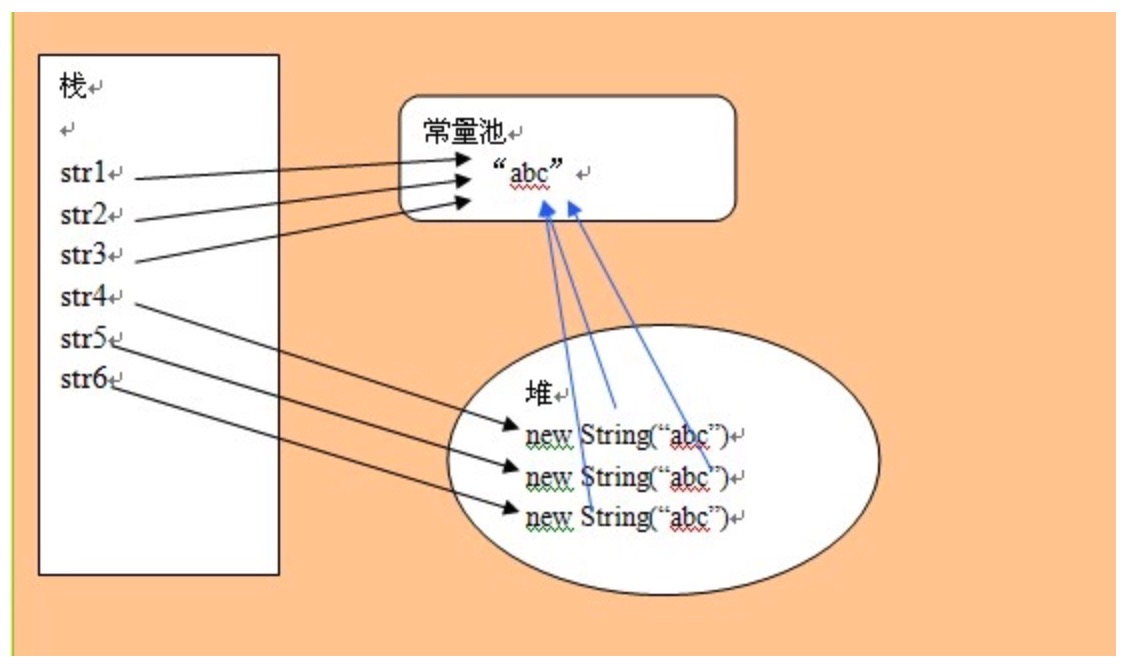 栈↵
↵
str1↵
str2↵
str3↵
str4↵
str5↵
str6↵
常量池↵
“abc” ↵
堆↵
new String(“abc”)↵
new String(“abc”)↵
new String(“abc”)↵